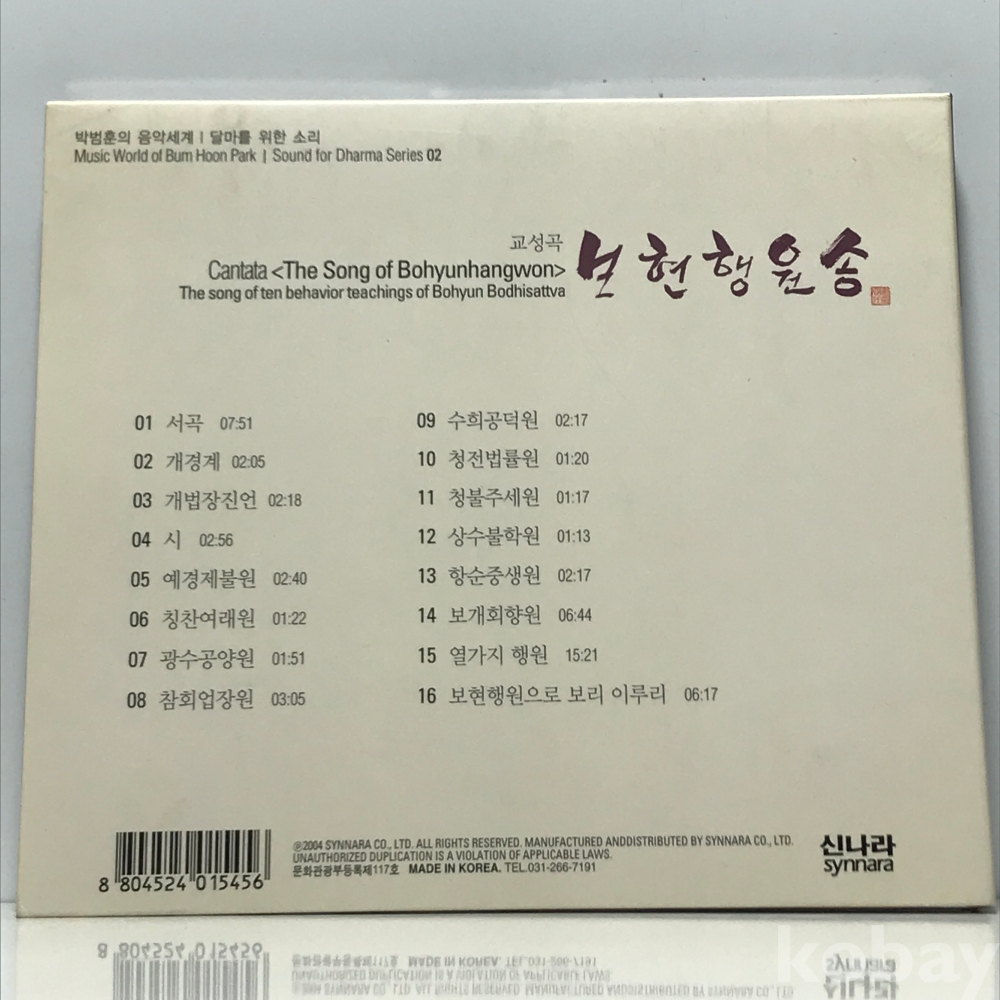 박범훈의 음악세계 | 달마를 위한 소리
Music World of Bum Hoon Park | Sound for Dharma Series 02
교성곡
Cantata <The Song of Bohyunhangwon>
The song of ten behavior teachings of Bohyun Bodhisattva
보현행원송
01 서곡 07:51
02 개경계 02:05
03 개법장진언 02:18
04 시 02:56
05 예경제불원 02:40
06 칭찬여래원 01:22
07 광수공양원 01:51
08 참회업장원 03:05
09 수희공덕원 02:17
10 청전법률원 01:20
11 청불주세원 01:17
12 상수불학원 01:13
13 항순중생원 02:17
14 보개회향원 06:44
15 열가지 행원 15:21
16 보현행원으로 보리 이루리 06:17
8 804524 015456
℗2004 SYNNARA CO., LTD. ALL RIGHTS RESERVED. MANUFACTURED ANDDISTRIBUTED BY SYNNARA CO., LTD.
UNAUTHORIZED DUPLICATION IS A VIOLATION OF APPLICABLE LAWS.
문화관광부등록제117호 MADE IN KOREA. TEL.031-266-7191
신나라
synnara
kobay